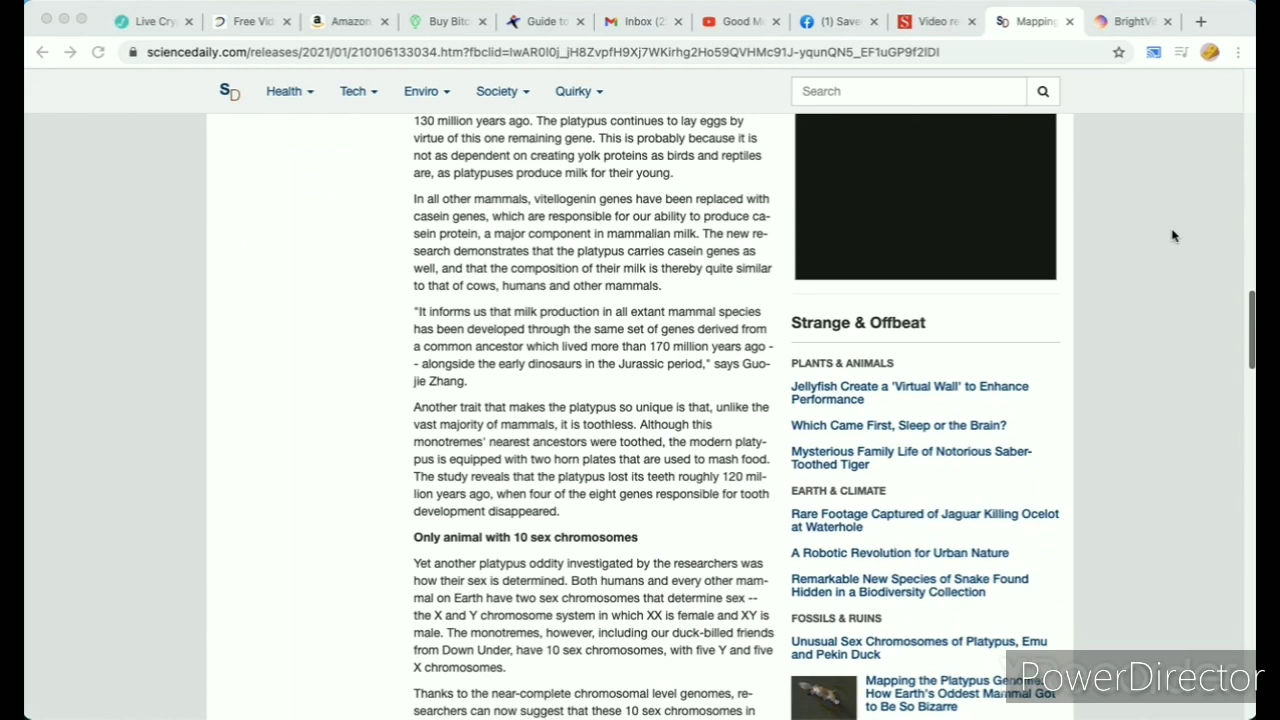 Live Cry
Free Vid
Amazon
Buy Bitc
Guide to
Inbox (2
Good M
(1) Save
Video re
Mapping
BrightVi
sciencedaily.com/releases/2021/01/210106133034.htm?fbclid=IwAR0I0j_jH8ZvpfH9Xj7WKirhg2Ho59QVHMc91J-yqunQN5_EF1uGP9f2lDI
SD
Health
Tech
Enviro
Society
Quirky
Search
130 million years ago. The platypus continues to lay eggs by
virtue of this one remaining gene. This is probably because it is
not as dependent on creating yolk proteins as birds and reptiles
are, as platypuses produce milk for their young.
In all other mammals, vitellogenin genes have been replaced with
casein genes, which are responsible for our ability to produce ca-
sein protein, a major component in mammalian milk. The new re-
search demonstrates that the platypus carries casein genes as
well, and that the composition of their milk is thereby quite similar
to that of cows, humans and other mammals.
"It informs us that milk production in all extant mammal species
has been developed through the same set of genes derived from
a common ancestor which lived more than 170 million years ago -
- alongside the early dinosaurs in the Jurassic period," says Guo-
jie Zhang.
Another trait that makes the platypus so unique is that, unlike the
vast majority of mammals, it is toothless. Although this
monotremes' nearest ancestors were toothed, the modern platy-
pus is equipped with two horn plates that are used to mash food.
The study reveals that the platypus lost its teeth roughly 120 mil-
lion years ago, when four of the eight genes responsible for tooth
development disappeared.
Only animal with 10 sex chromosomes
Yet another platypus oddity investigated by the researchers was
how their sex is determined. Both humans and every other mam-
mal on Earth have two sex chromosomes that determine sex --
the X and Y chromosome system in which XX is female and XY is
male. The monotremes, however, including our duck-billed friends
from Down Under, have 10 sex chromosomes, with five Y and five
X chromosomes.
Thanks to the near-complete chromosomal level genomes, re-
searchers can now suggest that these 10 sex chromosomes in
Strange & Offbeat
PLANTS & ANIMALS
Jellyfish Create a 'Virtual Wall' to Enhance
Performance
Which Came First, Sleep or the Brain?
Mysterious Family Life of Notorious Saber-
Toothed Tiger
EARTH & CLIMATE
Rare Footage Captured of Jaguar Killing Ocelot
at Waterhole
A Robotic Revolution for Urban Nature
Remarkable New Species of Snake Found
Hidden in a Biodiversity Collection
FOSSILS & RUINS
Unusual Sex Chromosomes of Platypus, Emu
and Pekin Duck
Mapping the Platypus Genome:
How Earth's Oddest Mammal Got
to Be So Bizarre
PowerDirector